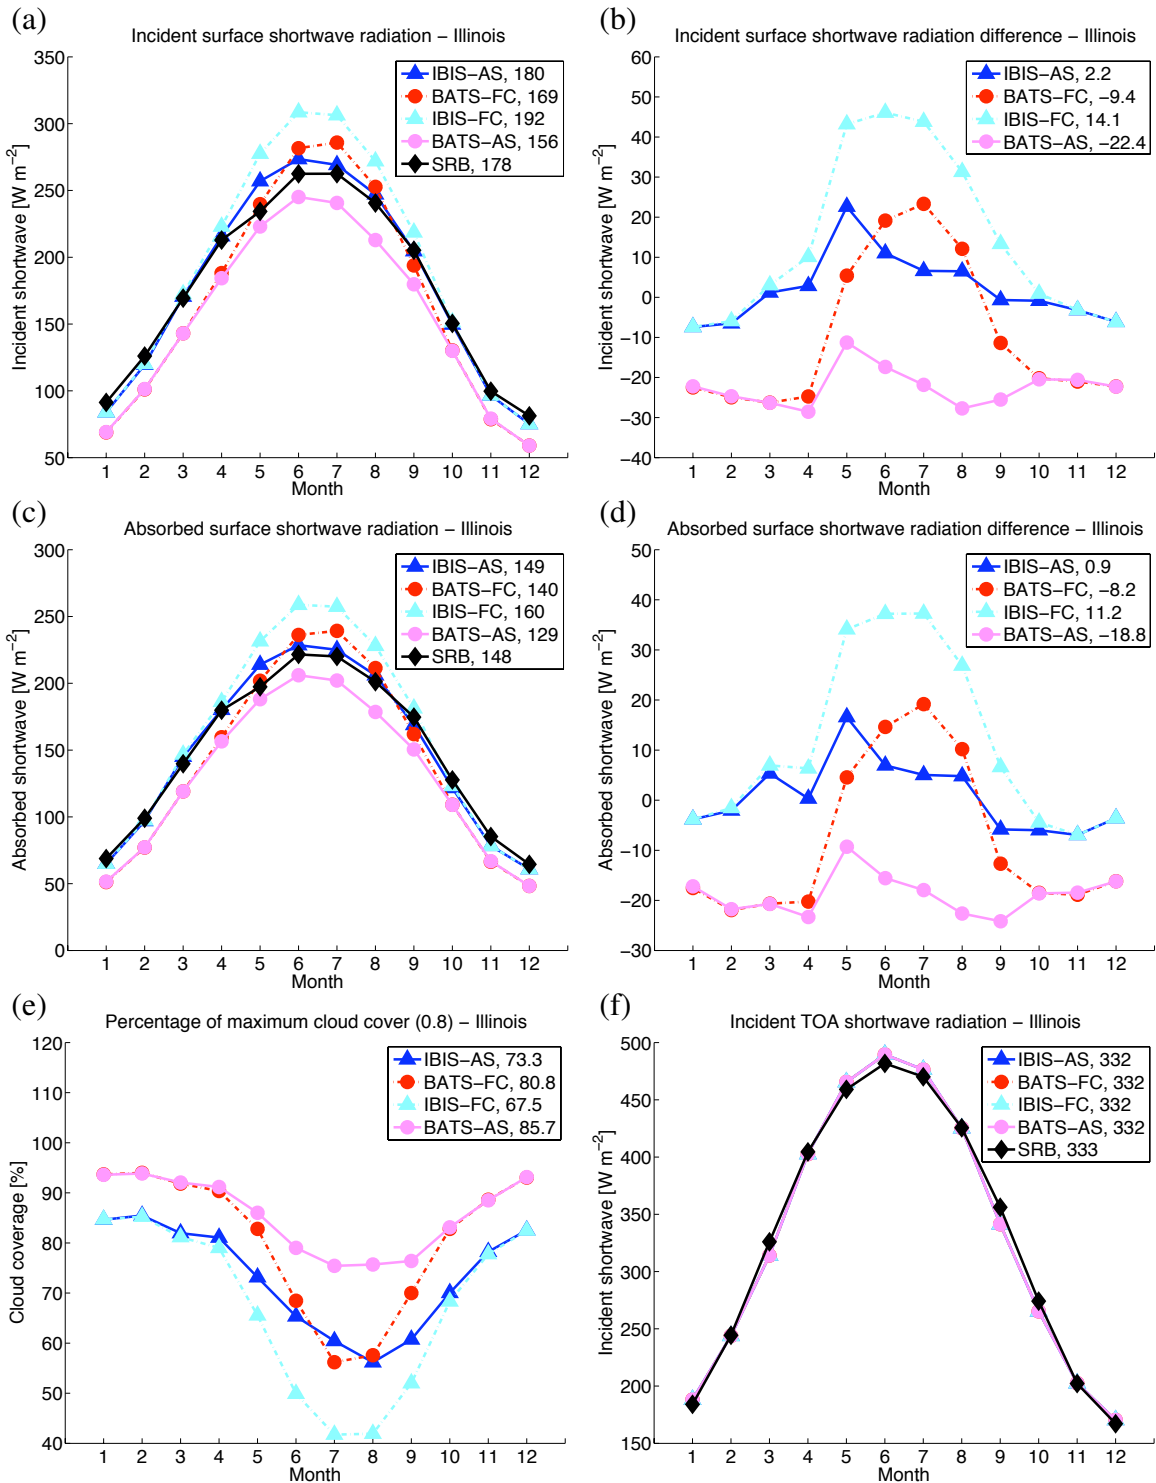 (a)
Incident surface shortwave radiation – Illinois
350
300
250
200
150
100
50
Incident shortwave [W m−2]
IBIS−AS, 180
BATS−FC, 169
IBIS−FC, 192
BATS−AS, 156
SRB, 178
1 2 3 4 5 6 7 8 9 10 11 12
Month
(b)
Incident surface shortwave radiation difference – Illinois
60
50
40
30
20
10
0
−10
−20
−30
−40
Incident shortwave [W m−2]
IBIS−AS, 2.2
BATS−FC, −9.4
IBIS−FC, 14.1
BATS−AS, −22.4
1 2 3 4 5 6 7 8 9 10 11 12
Month
(c)
Absorbed surface shortwave radiation – Illinois
300
250
200
150
100
50
0
Absorbed shortwave [W m−2]
IBIS−AS, 149
BATS−FC, 140
IBIS−FC, 160
BATS−AS, 129
SRB, 148
1 2 3 4 5 6 7 8 9 10 11 12
Month
(d)
Absorbed surface shortwave radiation difference – Illinois
50
40
30
20
10
0
−10
−20
−30
Absorbed shortwave [W m−2]
IBIS−AS, 0.9
BATS−FC, −8.2
IBIS−FC, 11.2
BATS−AS, −18.8
1 2 3 4 5 6 7 8 9 10 11 12
Month
(e)
Percentage of maximum cloud cover (0.8) – Illinois
120
110
100
90
80
70
60
50
40
Cloud coverage [%]
IBIS−AS, 73.3
BATS−FC, 80.8
IBIS−FC, 67.5
BATS−AS, 85.7
1 2 3 4 5 6 7 8 9 10 11 12
Month
(f)
Incident TOA shortwave radiation – Illinois
500
450
400
350
300
250
200
150
Incident shortwave [W m−2]
IBIS−AS, 332
BATS−FC, 332
IBIS−FC, 332
BATS−AS, 332
SRB, 333
1 2 3 4 5 6 7 8 9 10 11 12
Month